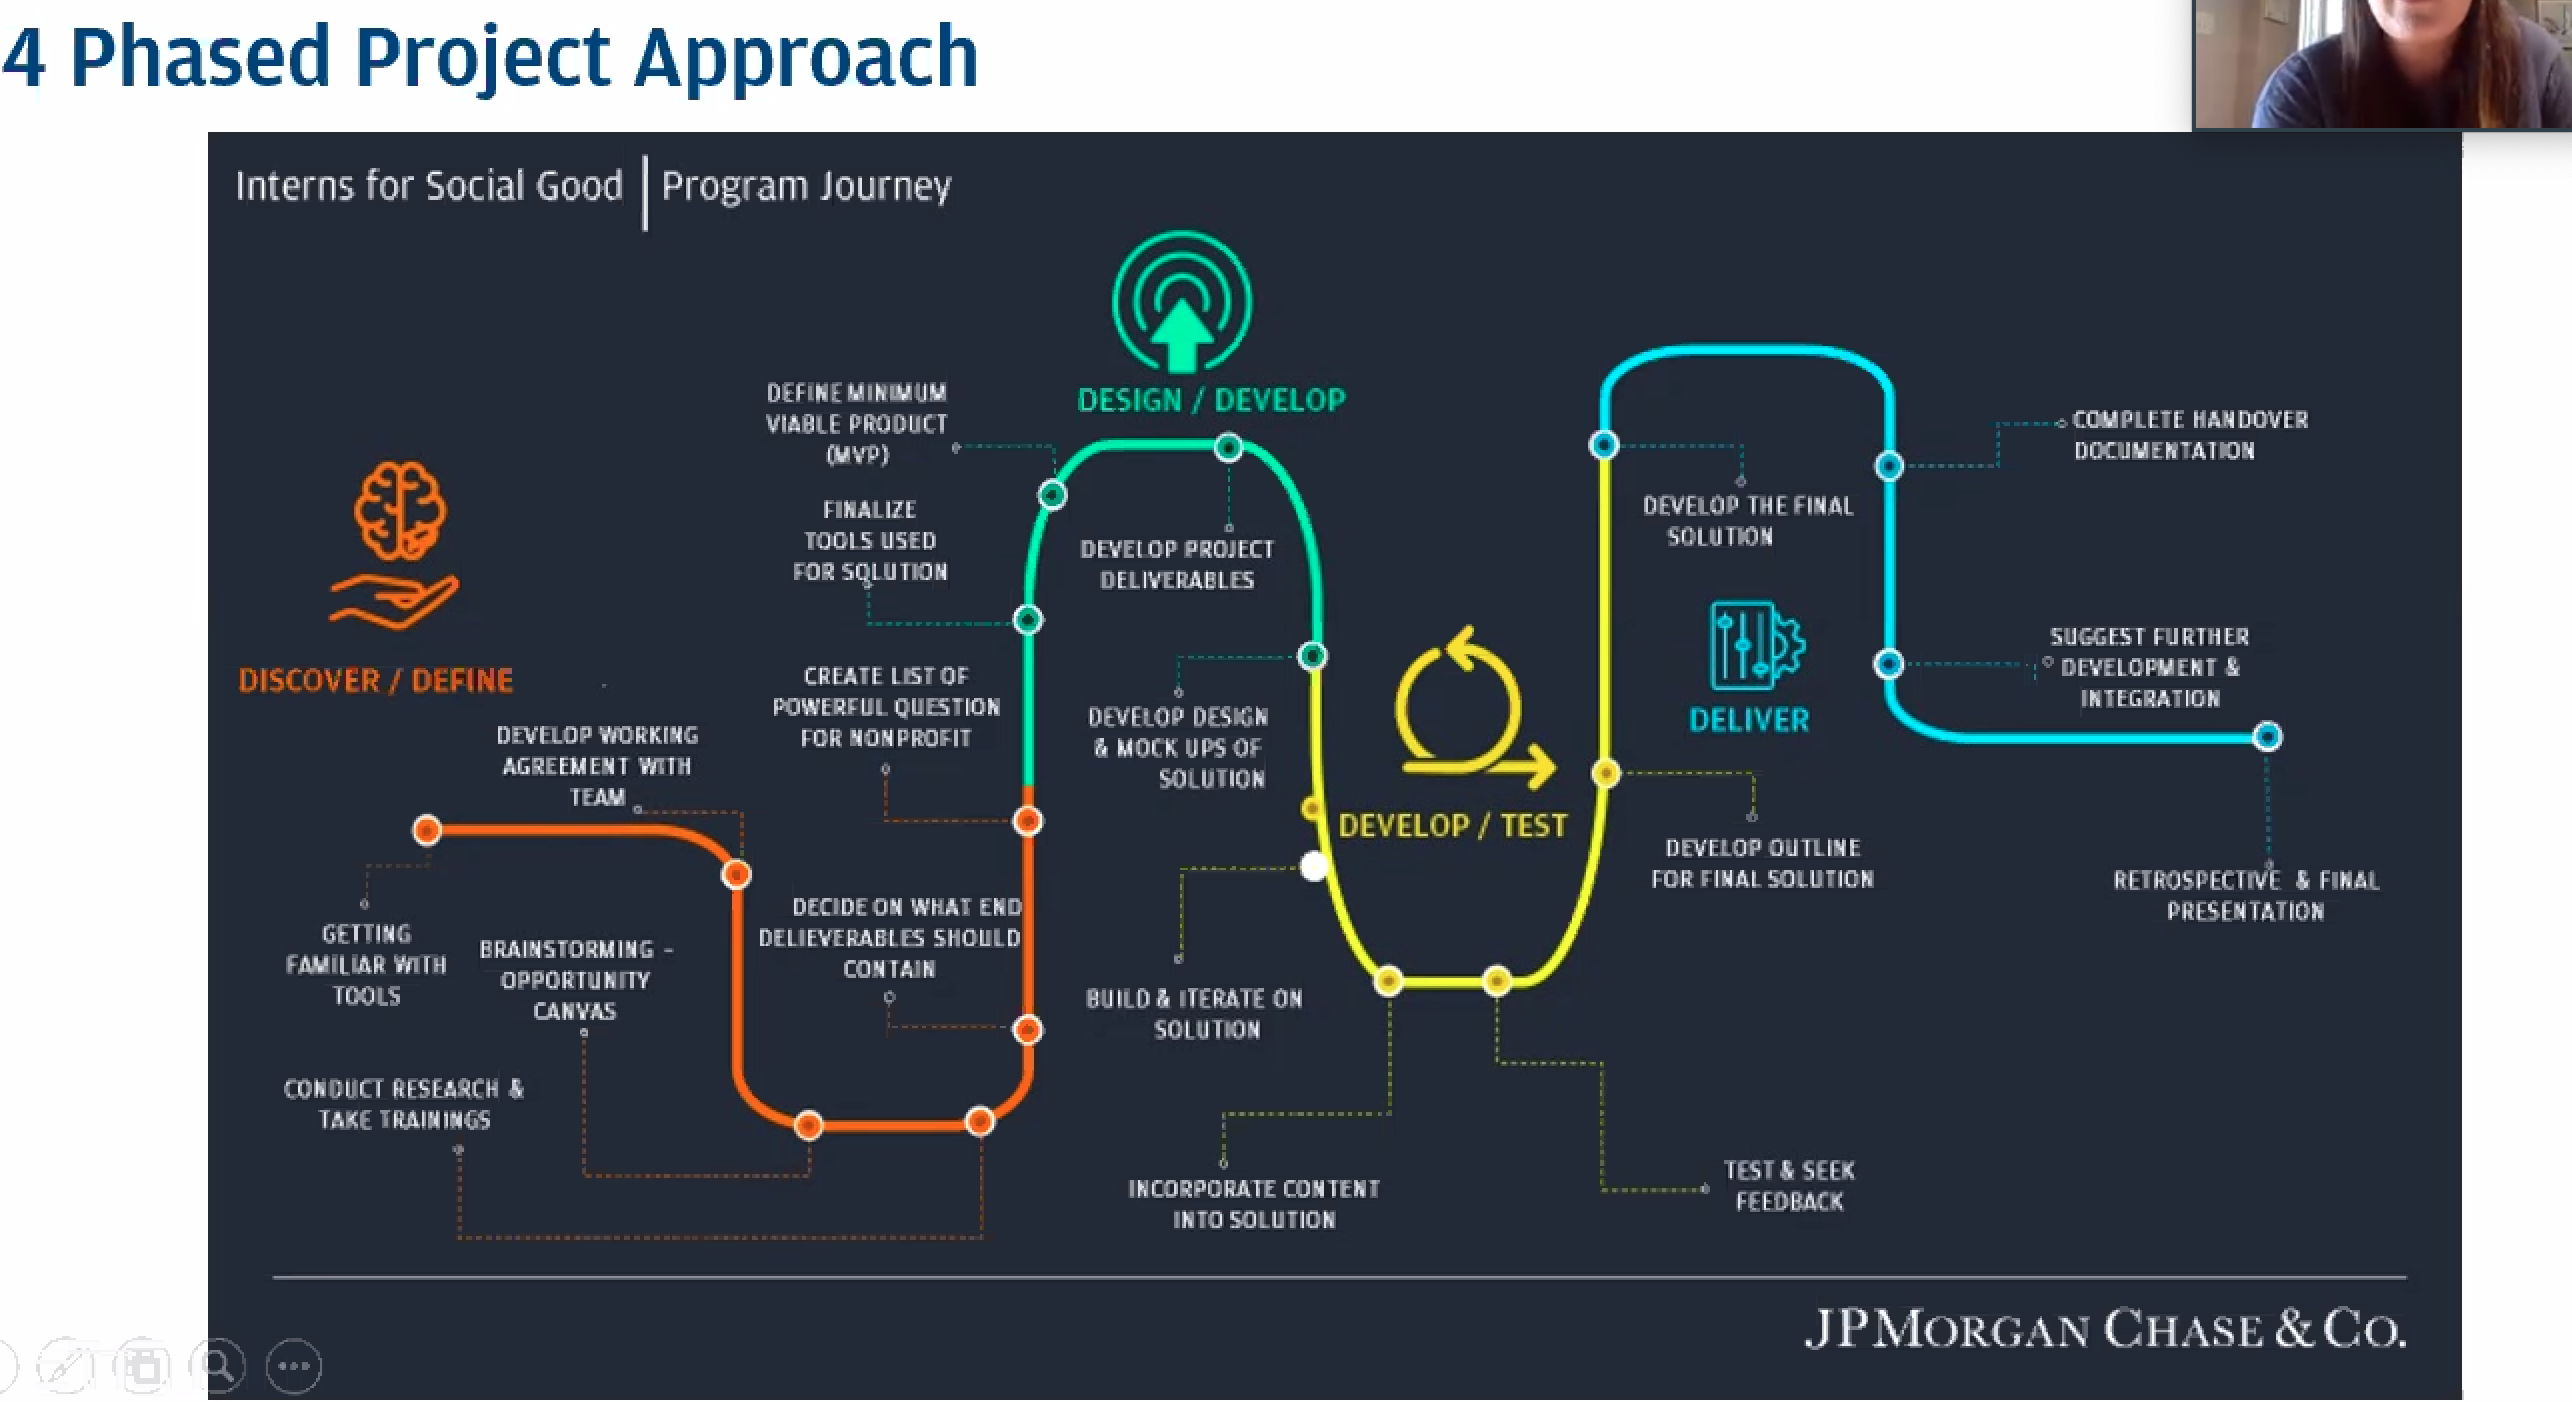 4 Phased Project Approach
Interns for Social Good
Program Journey
DISCOVER / DEFINE
GETTING
FAMILIAR WITH
TOOLS
DEVELOP WORKING
AGREEMENT WITH
TEAM
BRAINSTORMING -
OPPORTUNITY
CANVAS
CONDUCT RESEARCH &
TAKE TRAININGS
DECIDE ON WHAT END
DELIEVERABLES SHOULD
CONTAIN
CREATE LIST OF
POWERFUL QUESTION
FOR NONPROFIT
DESIGN / DEVELOP
FINALIZE
TOOLS USED
FOR SOLUTION
DEFINE MINIMUM
VIABLE PRODUCT
(MVP)
DEVELOP PROJECT
DELIVERABLES
DEVELOP DESIGN
& MOCK UPS OF
SOLUTION
DEVELOP / TEST
BUILD & ITERATE ON
SOLUTION
INCORPORATE CONTENT
INTO SOLUTION
TEST & SEEK
FEEDBACK
DEVELOP OUTLINE
FOR FINAL SOLUTION
DELIVER
DEVELOP THE FINAL
SOLUTION
COMPLETE HANDOVER
DOCUMENTATION
SUGGEST FURTHER
DEVELOPMENT &
INTEGRATION
RETROSPECTIVE & FINAL
PRESENTATION
JPMORGAN CHASE & CO.